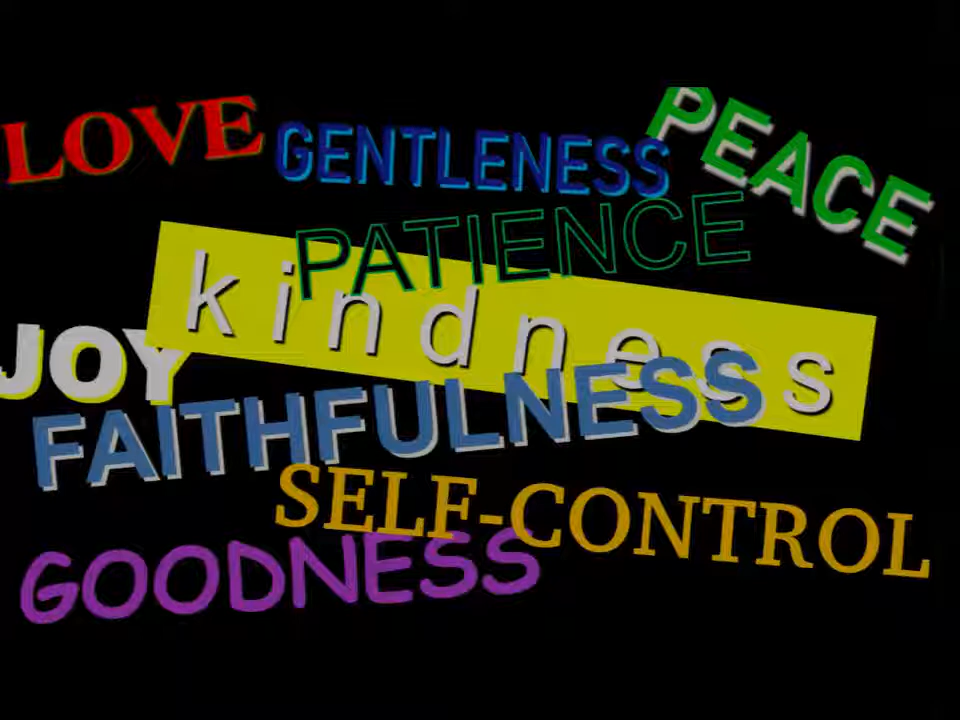 LOVE
GENTLENESS
PEACE
PATIENCE
kindness
JOY
FAITHFULNESS
SELF-CONTROL
GOODNESS